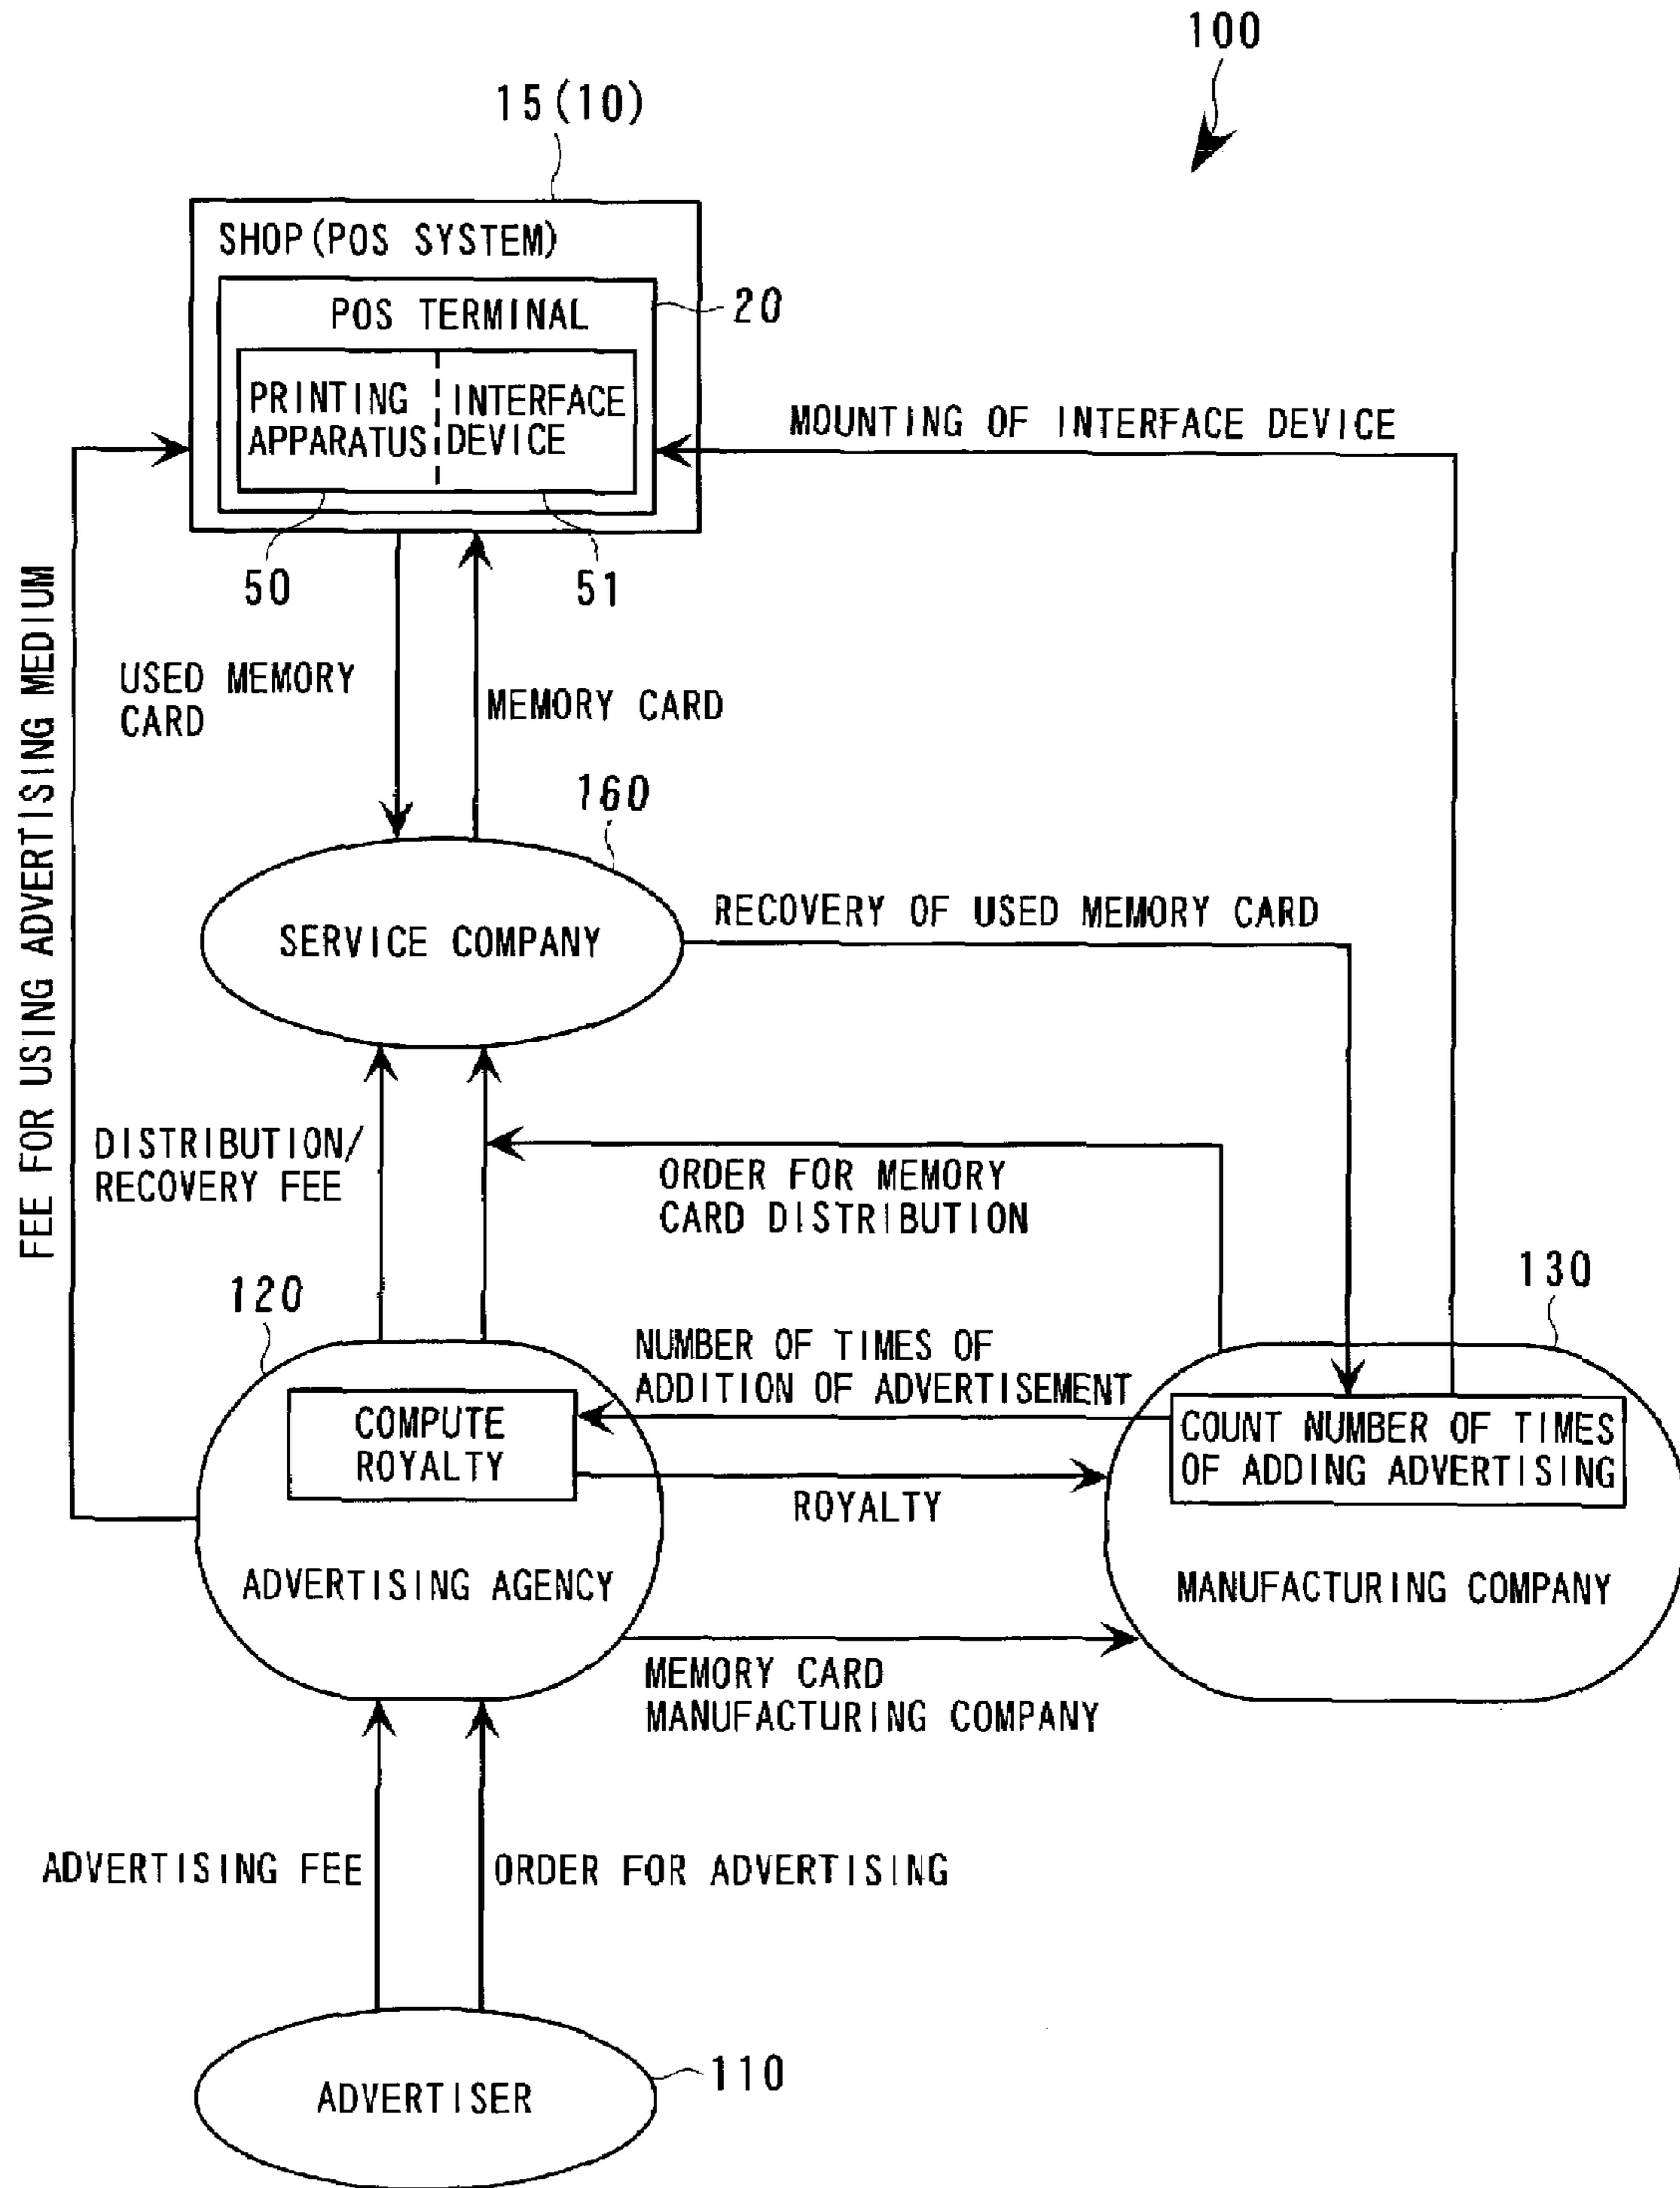 100
15(10)
SHOP(POS SYSTEM)
POS TERMINAL
20
PRINTING
APPARATUS
INTERFACE
DEVICE
50
51
MOUNTING OF INTERFACE DEVICE
FEE FOR USING ADVERTISING MEDIUM
USED MEMORY
CARD
MEMORY CARD
160
SERVICE COMPANY
RECOVERY OF USED MEMORY CARD
DISTRIBUTION/
RECOVERY FEE
ORDER FOR MEMORY
CARD DISTRIBUTION
120
130
NUMBER OF TIMES OF
ADDITION OF ADVERTISEMENT
COMPUTE
ROYALTY
COUNT NUMBER OF TIMES
OF ADDING ADVERTISING
ROYALTY
ADVERTISING AGENCY
MANUFACTURING COMPANY
MEMORY CARD
MANUFACTURING COMPANY
ADVERTISING FEE
ORDER FOR ADVERTISING
110
ADVERTISER